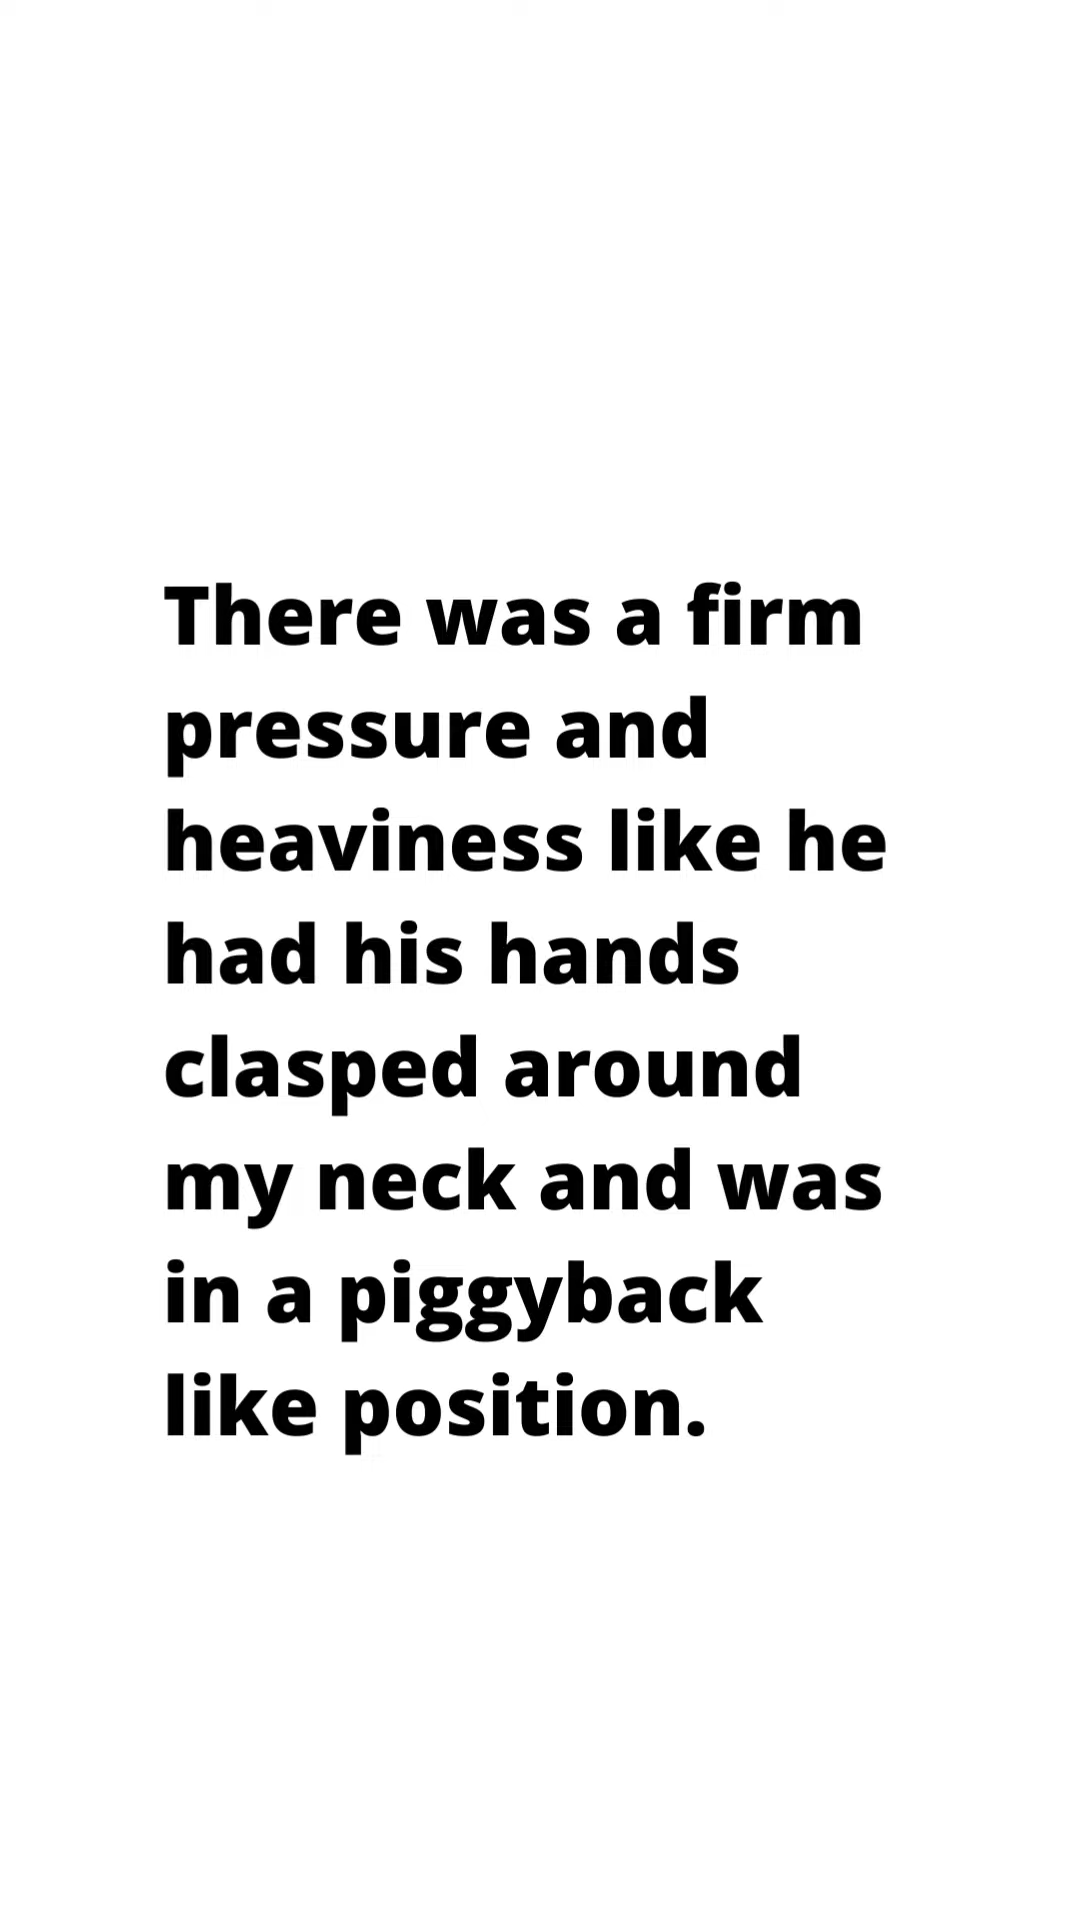 There was a firm
pressure and
heaviness like he
had his hands
clasped around
my neck and was
in a piggyback
like position.